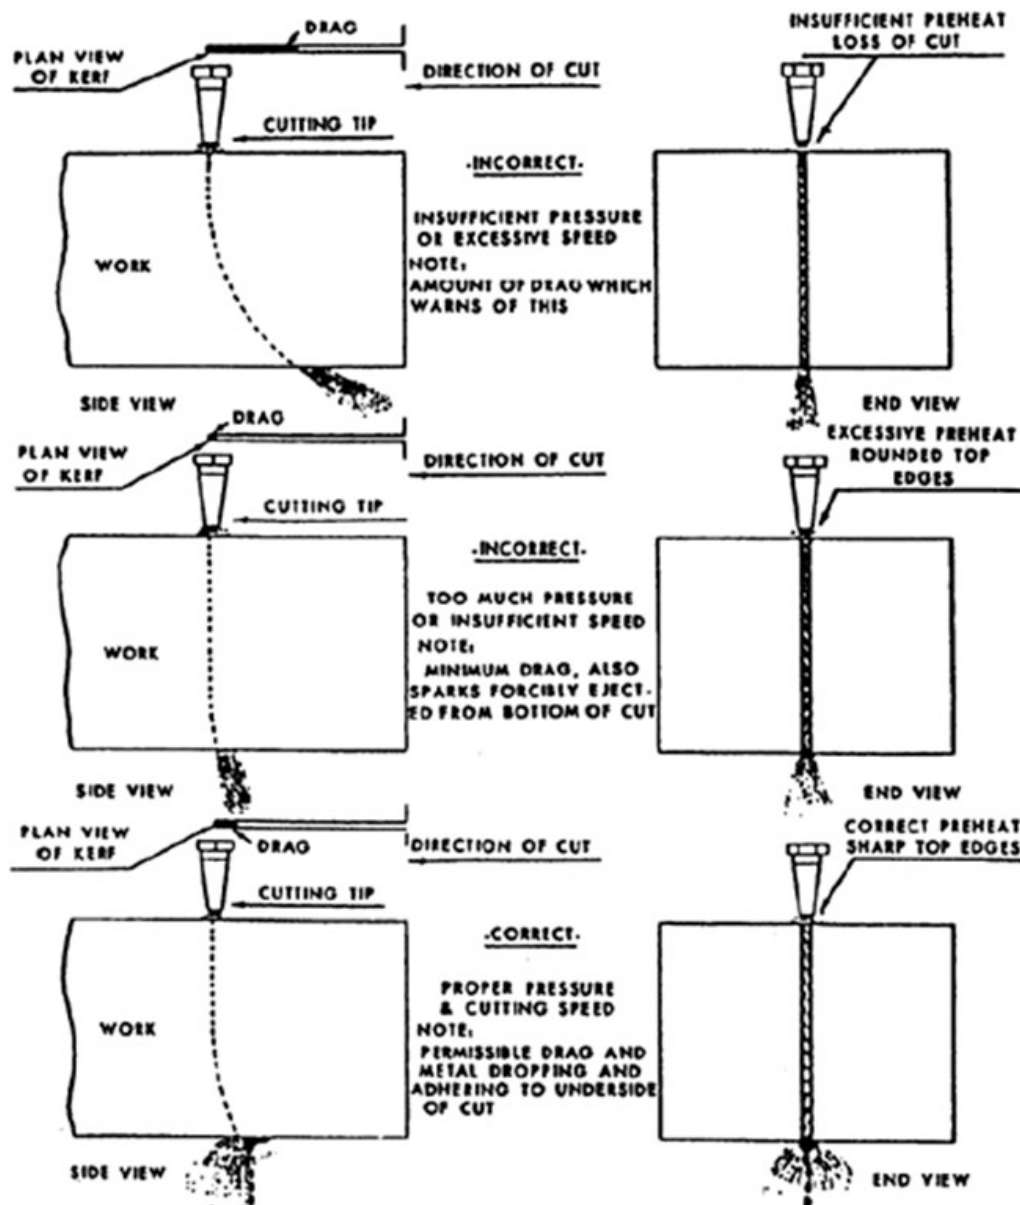 DRAG
PLAN VIEW
OF KERF
DIRECTION OF CUT
CUTTING TIP
-INCORRECT-
INSUFFICIENT PRESSURE
OR EXCESSIVE SPEED
NOTE:
AMOUNT OF DRAG WHICH
WARNS OF THIS
WORK
SIDE VIEW
INSUFFICIENT PREHEAT
LOSS OF CUT
END VIEW
DRAG
PLAN VIEW
OF KERF
DIRECTION OF CUT
CUTTING TIP
-INCORRECT-
TOO MUCH PRESSURE
OR INSUFFICIENT SPEED
NOTE:
MINIMUM DRAG, ALSO
SPARKS FORCIBLY EJECT-
ED FROM BOTTOM OF CUT
WORK
SIDE VIEW
EXCESSIVE PREHEAT
ROUNDED TOP
EDGES
END VIEW
PLAN VIEW
OF KERF
DRAG
DIRECTION OF CUT
CUTTING TIP
-CORRECT-
PROPER PRESSURE
& CUTTING SPEED
NOTE:
PERMISSIBLE DRAG AND
METAL DROPPING AND
ADHERING TO UNDERSIDE
OF CUT
WORK
SIDE VIEW
CORRECT PREHEAT
SHARP TOP EDGES
END VIEW